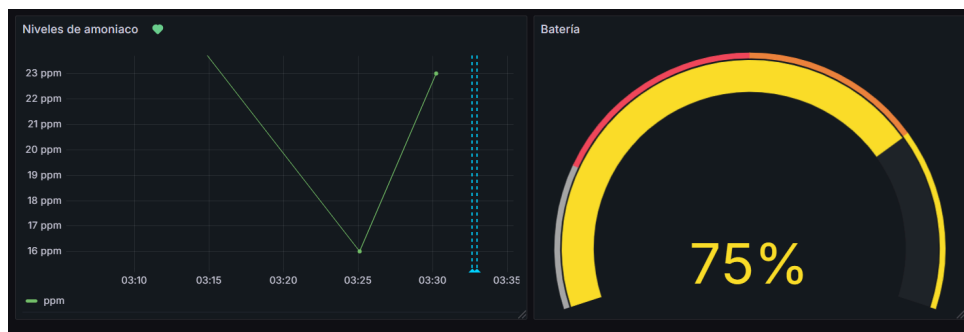 Niveles de amoniaco
23 ppm
22 ppm
21 ppm
20 ppm
19 ppm
18 ppm
17 ppm
16 ppm
03:10 03:15 03:20 03:25 03:30 03:35
ppm
Batería
75%